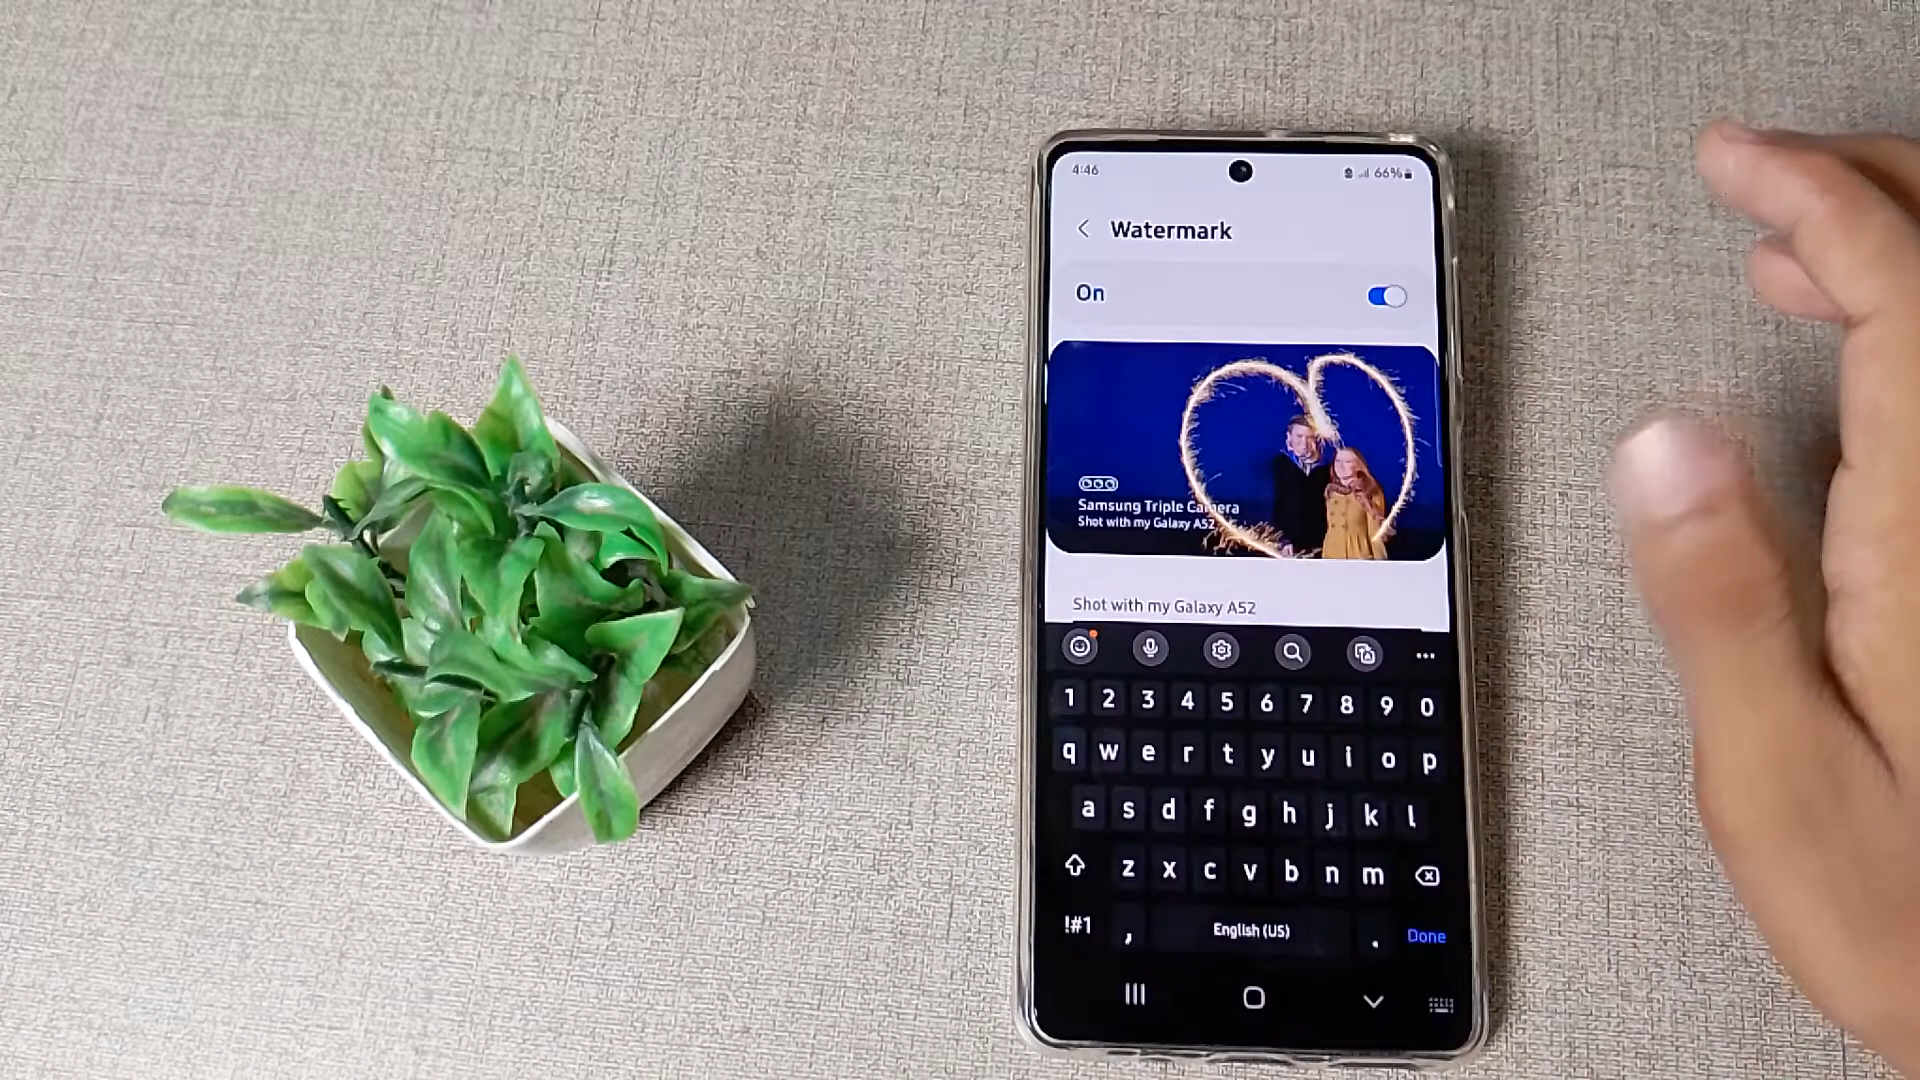 4:46
66%
Watermark
On
Samsung Triple Camera
Shot with my Galaxy A52
Shot with my Galaxy A52
1 2 3 4 5 6 7 8 9 0
q w e r t y u i o p
a s d f g h j k l
z x c v b n m
!#1 , English (US) . Done